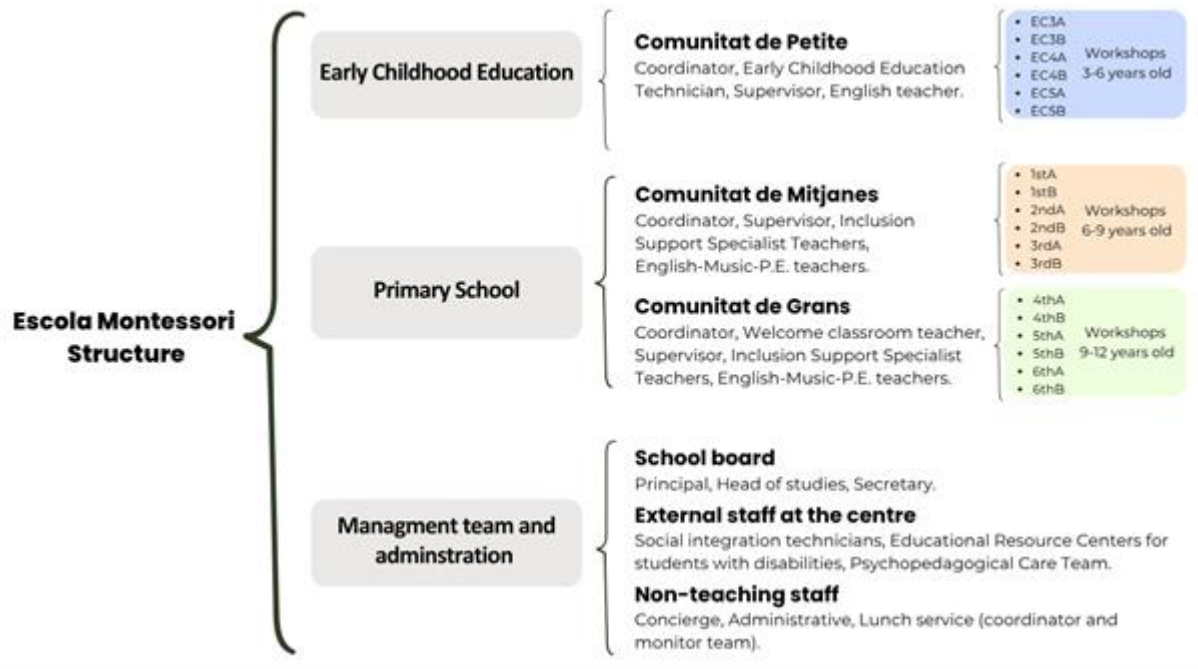 Escola Montessori
Structure
Early Childhood Education
Comunitat de Petite
Coordinator, Early Childhood Education
Technician, Supervisor, English teacher.
• EC3A
• EC3B
• EC4A
• EC4B
• EC5A
• EC5B
Workshops
3-6 years old
Primary School
Comunitat de Mitjanes
Coordinator, Supervisor, Inclusion
Support Specialist Teachers,
English-Music-P.E. teachers.
• 1stA
• 1stB
• 2ndA
• 2ndB
• 3rdA
• 3rdB
Workshops
6-9 years old
Comunitat de Grans
Coordinator, Welcome classroom teacher,
Supervisor, Inclusion Support Specialist
Teachers, English-Music-P.E. teachers.
• 4thA
• 4thB
• 5thA
• 5thB
• 6thA
• 6thB
Workshops
9-12 years old
Managment team and
adminstration
School board
Principal, Head of studies, Secretary.
External staff at the centre
Social integration technicians, Educational Resource Centers for
students with disabilities, Psychopedagogical Care Team.
Non-teaching staff
Concierge, Administrative, Lunch service (coordinator and
monitor team).